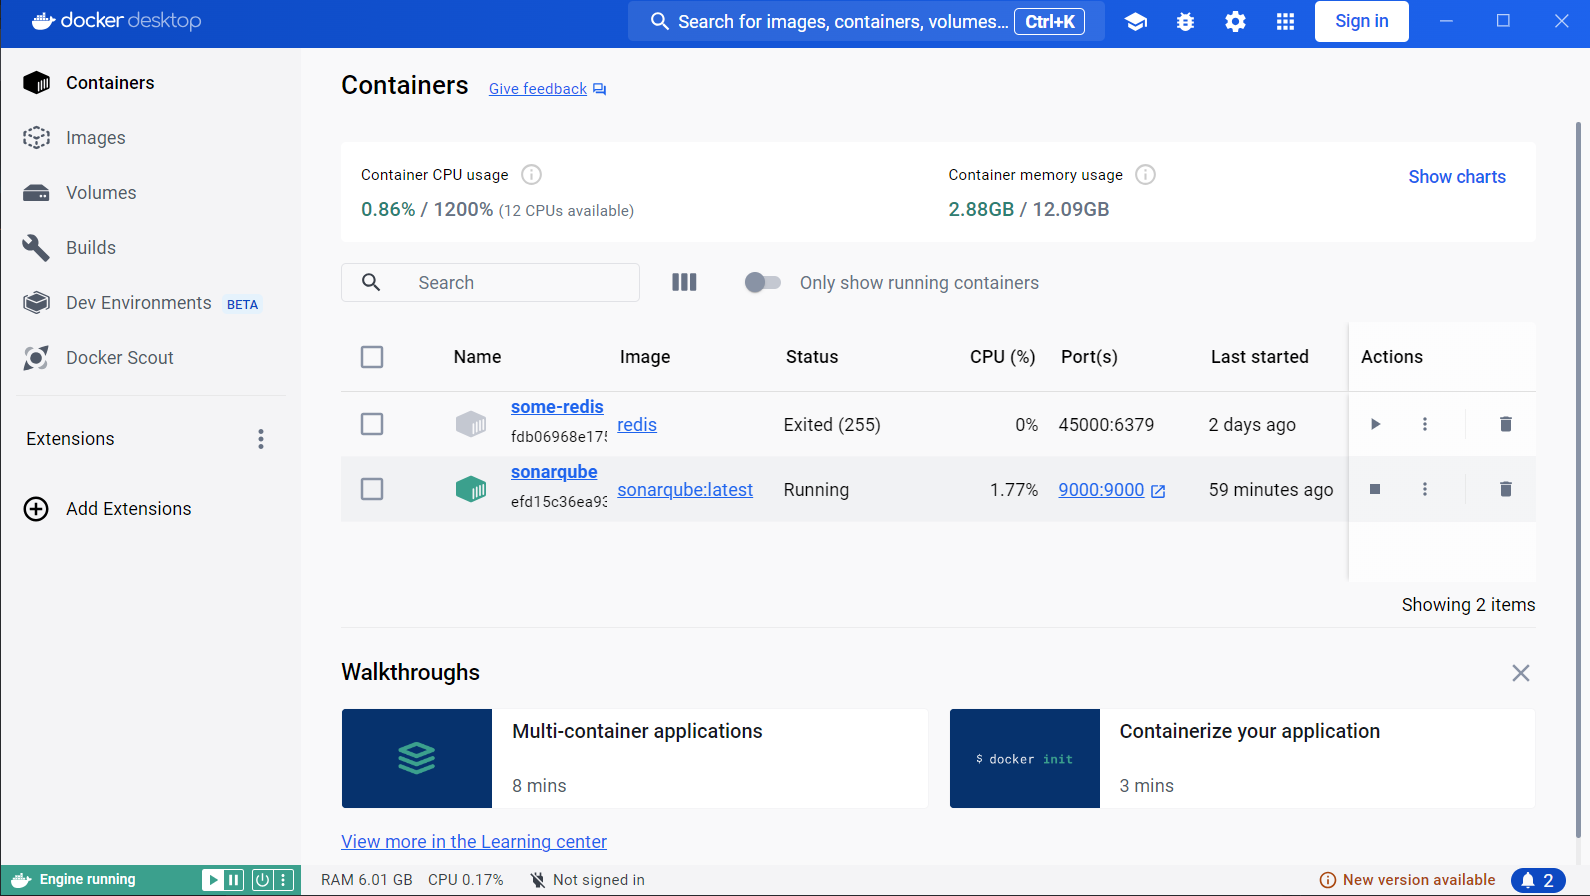 docker desktop
Search for images, containers, volumes... Ctrl+K
Sign in
Containers
Images
Volumes
Builds
Dev Environments BETA
Docker Scout
Extensions
Add Extensions
Containers Give feedback
Container CPU usage
0.86% / 1200% (12 CPUs available)
Container memory usage
2.88GB / 12.09GB
Show charts
Search
Only show running containers
Name Image Status CPU (%) Port(s) Last started Actions
some-redis
fdb06968e175
redis Exited (255) 0% 45000:6379 2 days ago
sonarqube
efd15c36ea93
sonarqube:latest Running 1.77% 9000:9000 59 minutes ago
Showing 2 items
Walkthroughs
Multi-container applications
8 mins
$ docker init
Containerize your application
3 mins
View more in the Learning center
Engine running
RAM 6.01 GB CPU 0.17% Not signed in
New version available
2